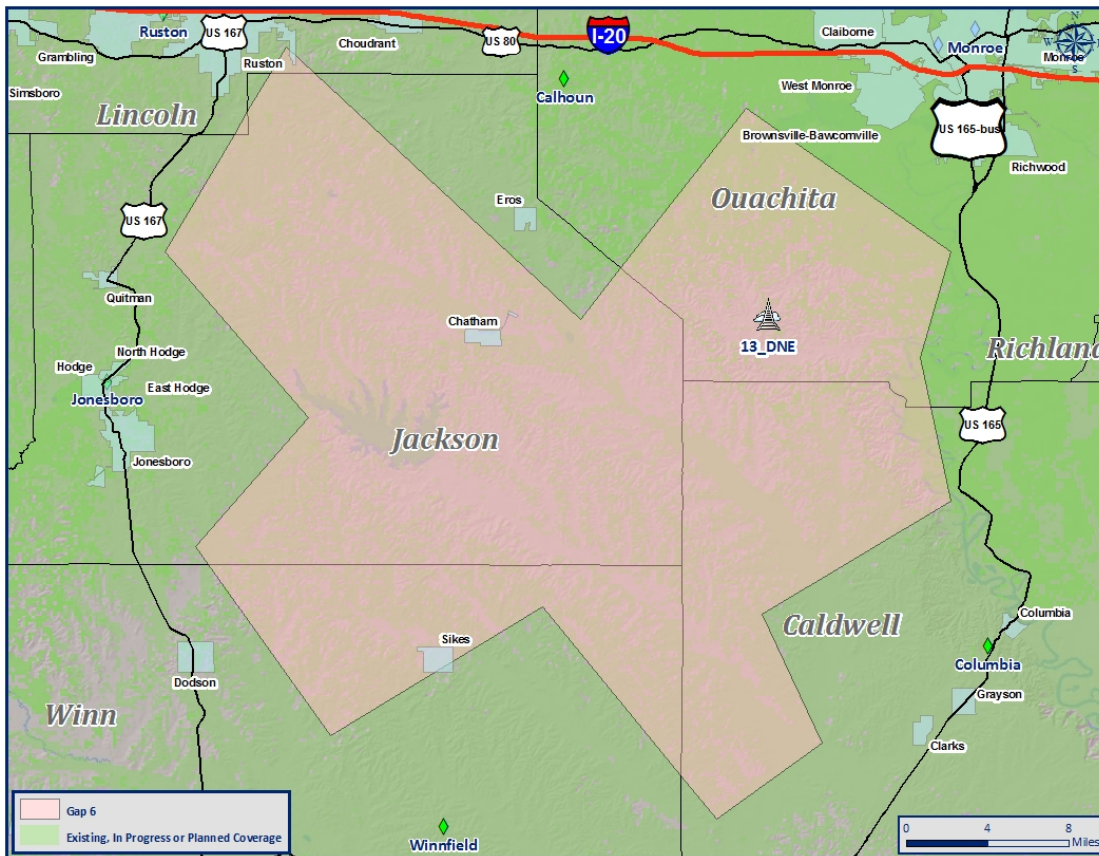 Ruston
US 167
Choudrant
US 80
I-20
Claiborne
Monroe
N
W
S
Grambling
Ruston
Monroe
Simsboro
Calhoun
West Monroe
Lincoln
US 165-bus
Brownsville-Bawcomville
Richwood
Ouachita
Eros
US 167
Quitman
Chatham
13_DNE
North Hodge
Richland
Hodge
East Hodge
Jonesboro
US 165
Jackson
Jonesboro
Columbia
Caldwell
Sikes
Columbia
Dodson
Grayson
Winn
Clarks
Gap 6
Existing, In Progress or Planned Coverage
Winnfield
0 4 8
Miles